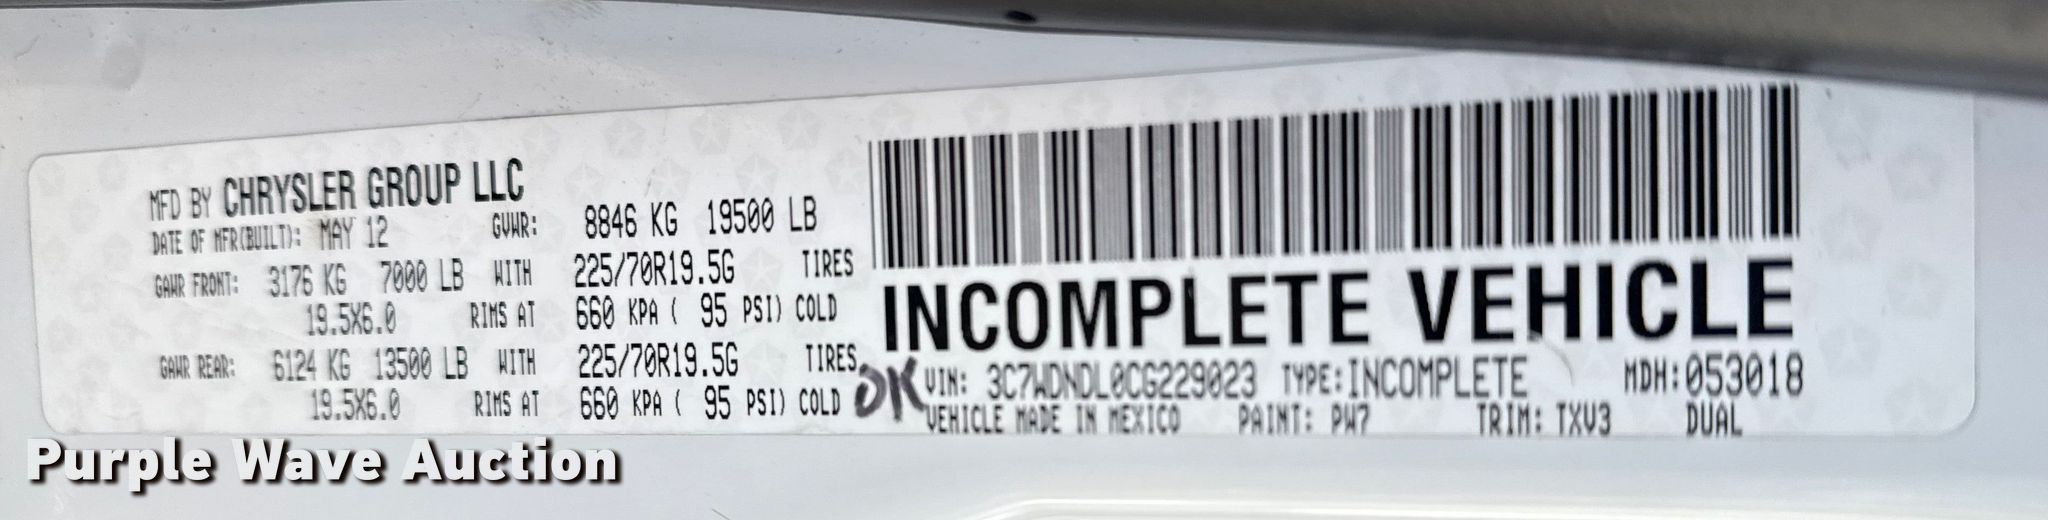 MFD BY CHRYSLER GROUP LLC
DATE OF MFR(BUILT): MAY 12 GVWR: 8846 KG 19500 LB
GAWR FRONT: 3176 KG 7000 LB WITH 225/70R19.5G TIRES
19.5X6.0 RIMS AT 660 KPA ( 95 PSI) COLD
GAWR REAR: 6124 KG 13500 LB WITH 225/70R19.5G TIRES
19.5X6.0 RIMS AT 660 KPA ( 95 PSI) COLD
INCOMPLETE VEHICLE
OK
VIN: 3C7WDNDL0CG229023 TYPE:INCOMPLETE MDH:053018
VEHICLE MADE IN MEXICO PAINT: PW7 TRIM: TXV3 DUAL
Purple Wave Auction